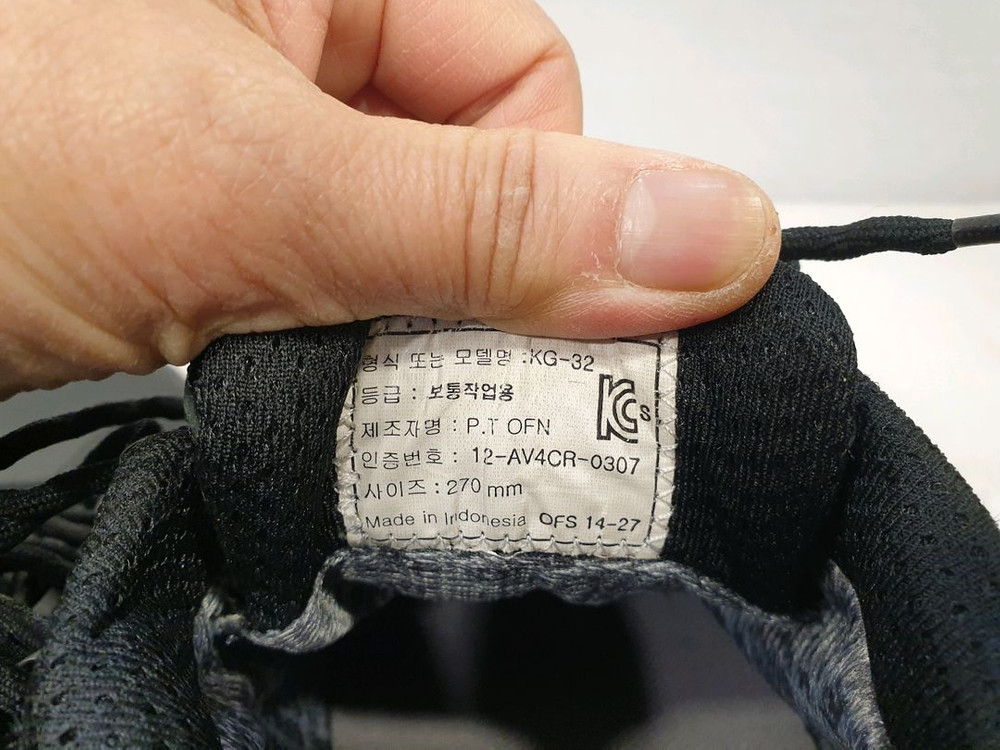 형식 또는 모델명 :KG-32
등급 : 보통작업용
제조자명 : P.T OFN
인증번호 : 12-AV4CR-0307
사이즈 : 270 mm
Made in Indonesia OFS 14-27
KCs